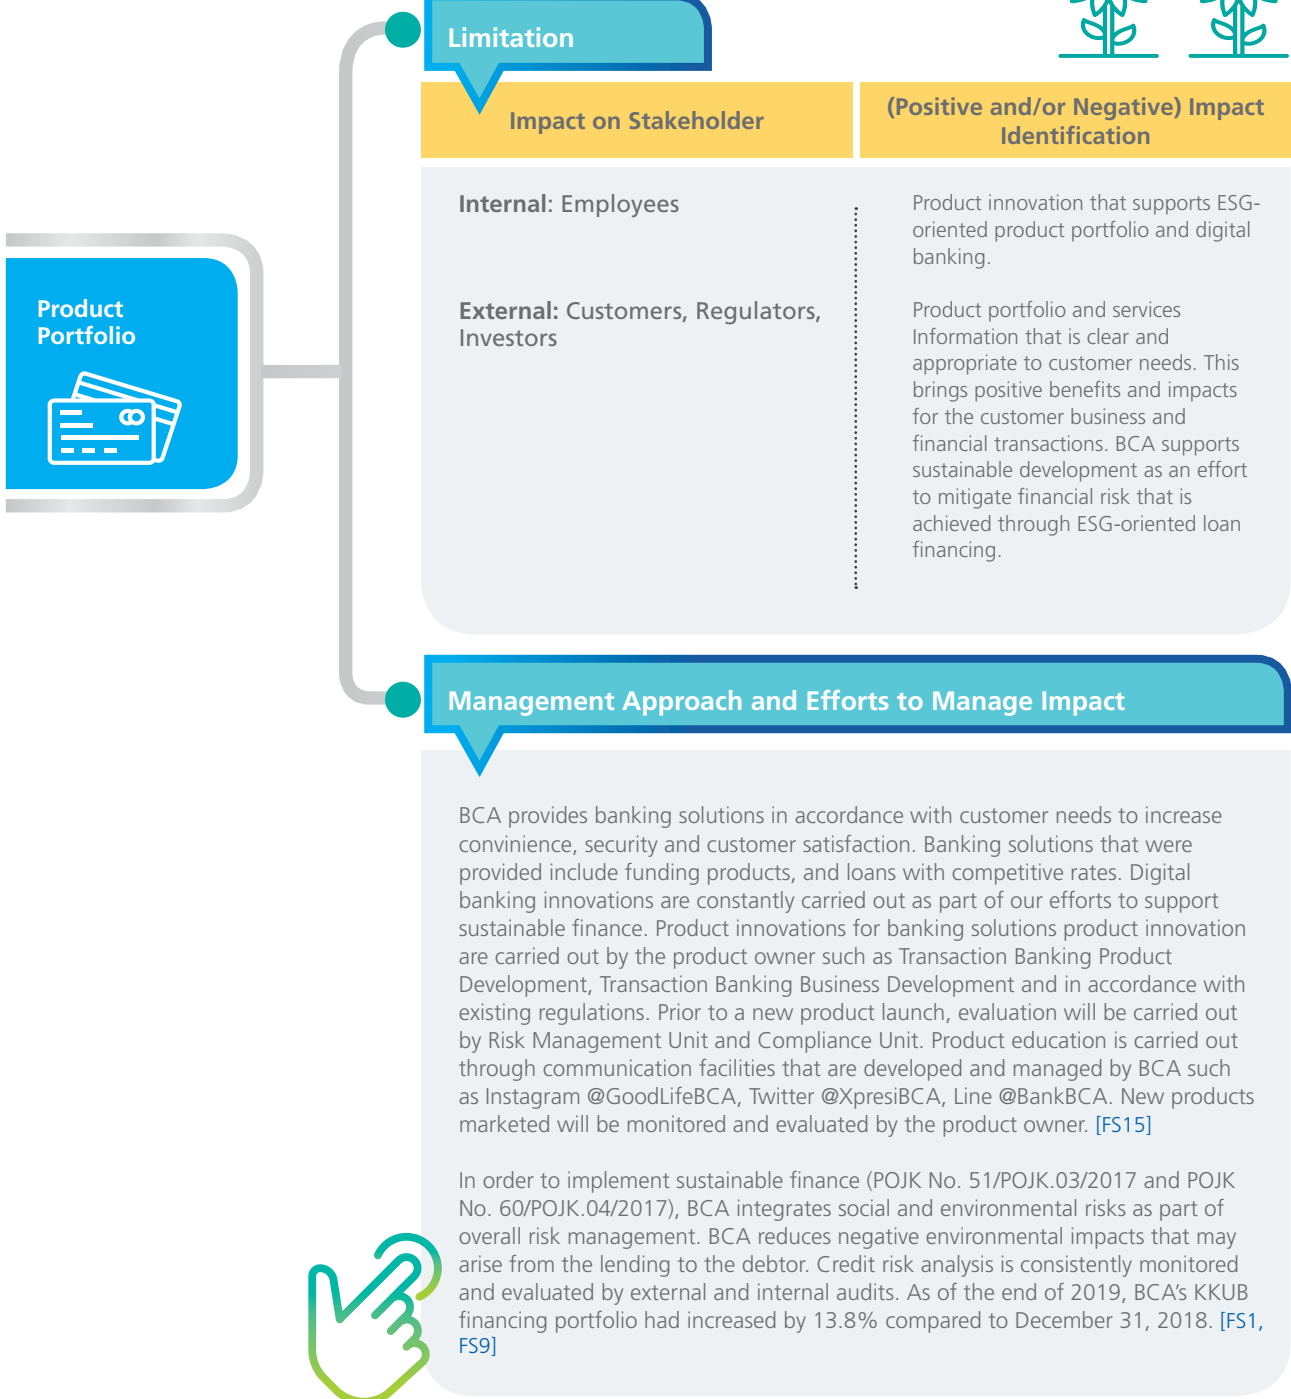 Limitation
Impact on Stakeholder
(Positive and/or Negative) Impact
Identification
Product
Portfolio
Internal: Employees
Product innovation that supports ESG-
oriented product portfolio and digital
banking.
External: Customers, Regulators,
Investors
Product portfolio and services
Information that is clear and
appropriate to customer needs. This
brings positive benefits and impacts
for the customer business and
financial transactions. BCA supports
sustainable development as an effort
to mitigate financial risk that is
achieved through ESG-oriented loan
financing.
Management Approach and Efforts to Manage Impact
BCA provides banking solutions in accordance with customer needs to increase
convinience, security and customer satisfaction. Banking solutions that were
provided include funding products, and loans with competitive rates. Digital
banking innovations are constantly carried out as part of our efforts to support
sustainable finance. Product innovations for banking solutions product innovation
are carried out by the product owner such as Transaction Banking Product
Development, Transaction Banking Business Development and in accordance with
existing regulations. Prior to a new product launch, evaluation will be carried out
by Risk Management Unit and Compliance Unit. Product education is carried out
through communication facilities that are developed and managed by BCA such
as Instagram @GoodLifeBCA, Twitter @XpresiBCA, Line @BankBCA. New products
marketed will be monitored and evaluated by the product owner. [FS15]
In order to implement sustainable finance (POJK No. 51/POJK.03/2017 and POJK
No. 60/POJK.04/2017), BCA integrates social and environmental risks as part of
overall risk management. BCA reduces negative environmental impacts that may
arise from the lending to the debtor. Credit risk analysis is consistently monitored
and evaluated by external and internal audits. As of the end of 2019, BCA's KKUB
financing portfolio had increased by 13.8% compared to December 31, 2018. [FS1,
FS9]